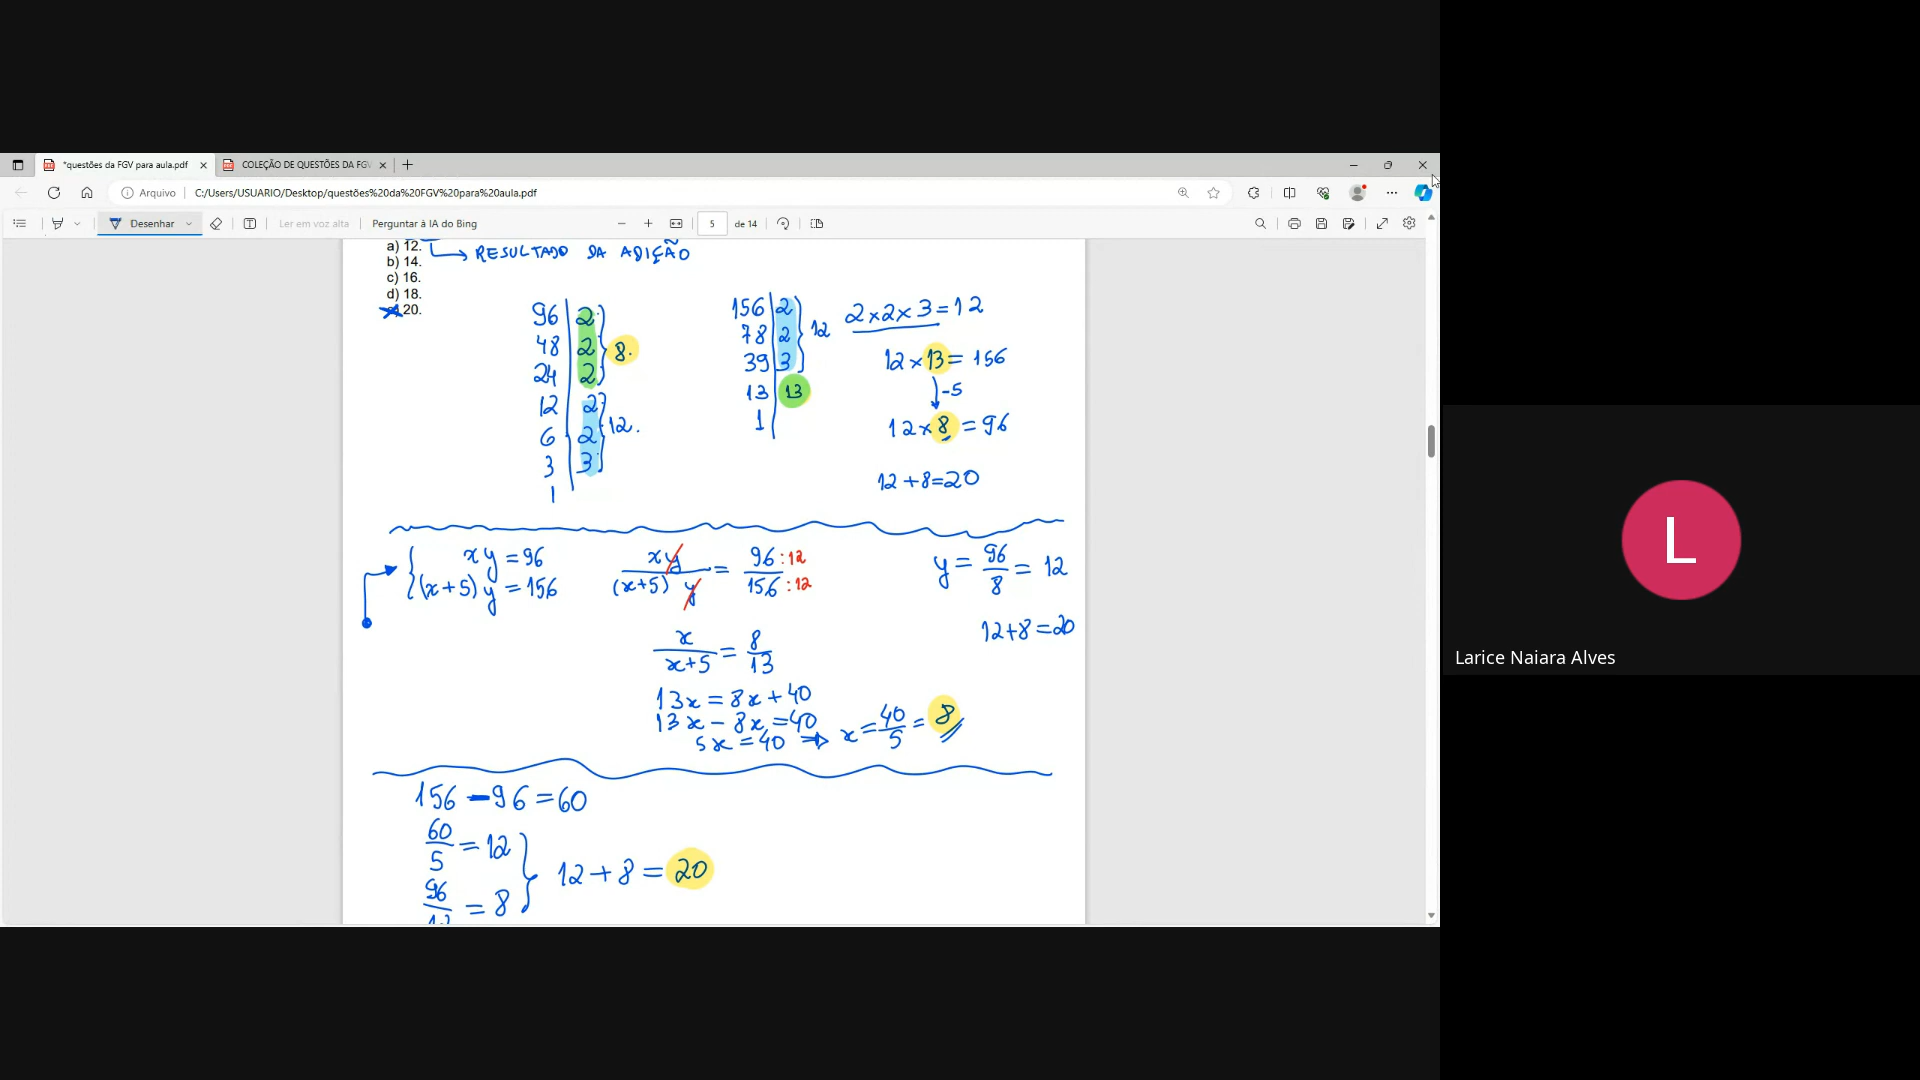 *questões da FGV para aula.pdf
COLEÇÃO DE QUESTÕES DA FGV
Arquivo
C:/Users/USUARIO/Desktop/questões%20da%20FGV%20para%20aula.pdf
Desenhar
Ler em voz alta
Perguntar à IA do Bing
5
de 14
a) 12.
b) 14.
c) 16.
d) 18.
20.
RESULTADO DA ADIÇÃO
96 2
48 2
24 2
8.
12 2
6 2
3 3
1
12.
156 2
78 2
39 3
12
13 13
1
2×2×3=12
12×13=156
-5
12×8=96
12+8=20
xy=96
(x+5)y=156
xy/(x+5)y = 96:12/156:12
x/x+5 = 8/13
13x=8x+40
13x-8x=40
5x=40 ⇒ x=40/5=8
y=96/8=12
12+8=20
156-96=60
60/5=12
96/12=8
12+8=20
L
Larice Naiara Alves